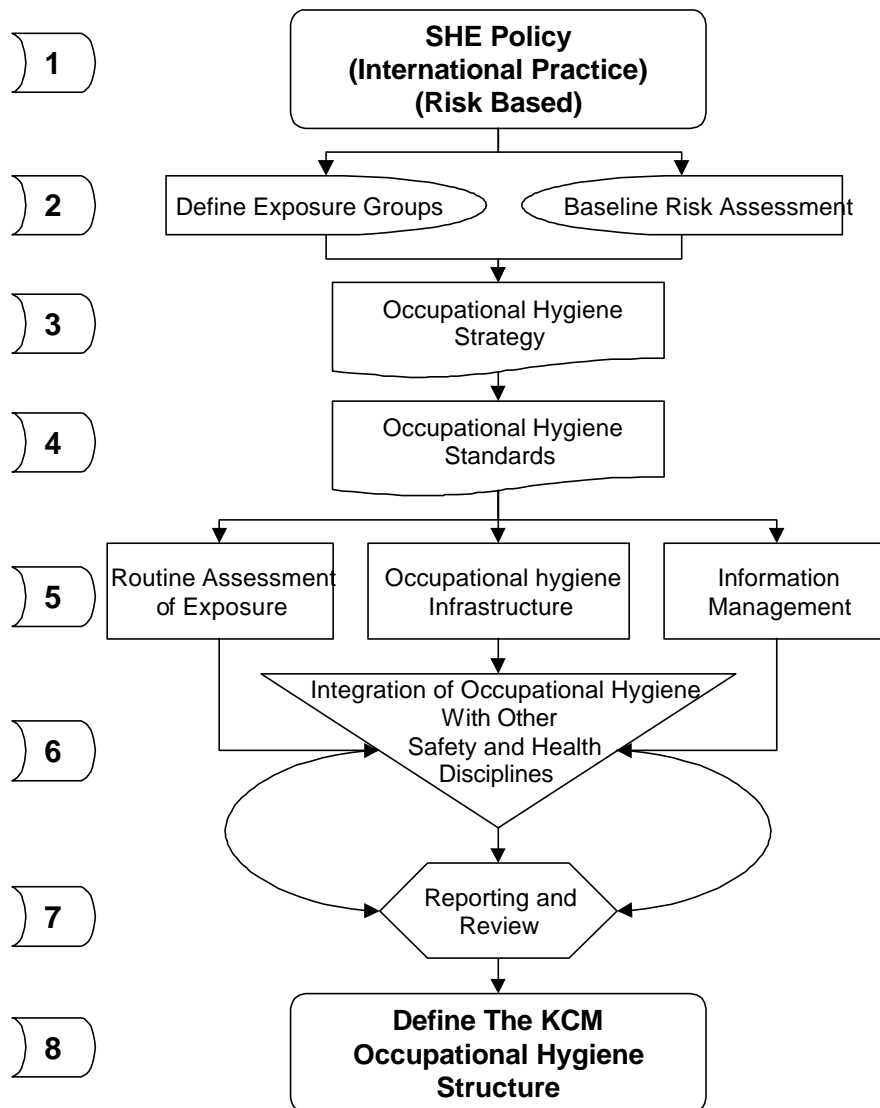 1
SHE Policy
(International Practice)
(Risk Based)
2
Define Exposure Groups
Baseline Risk Assessment
3
Occupational Hygiene
Strategy
4
Occupational Hygiene
Standards
5
Routine Assessment
of Exposure
Occupational hygiene
Infrastructure
Information
Management
6
Integration of Occupational Hygiene
With Other
Safety and Health
Disciplines
7
Reporting and
Review
8
Define The KCM
Occupational Hygiene
Structure